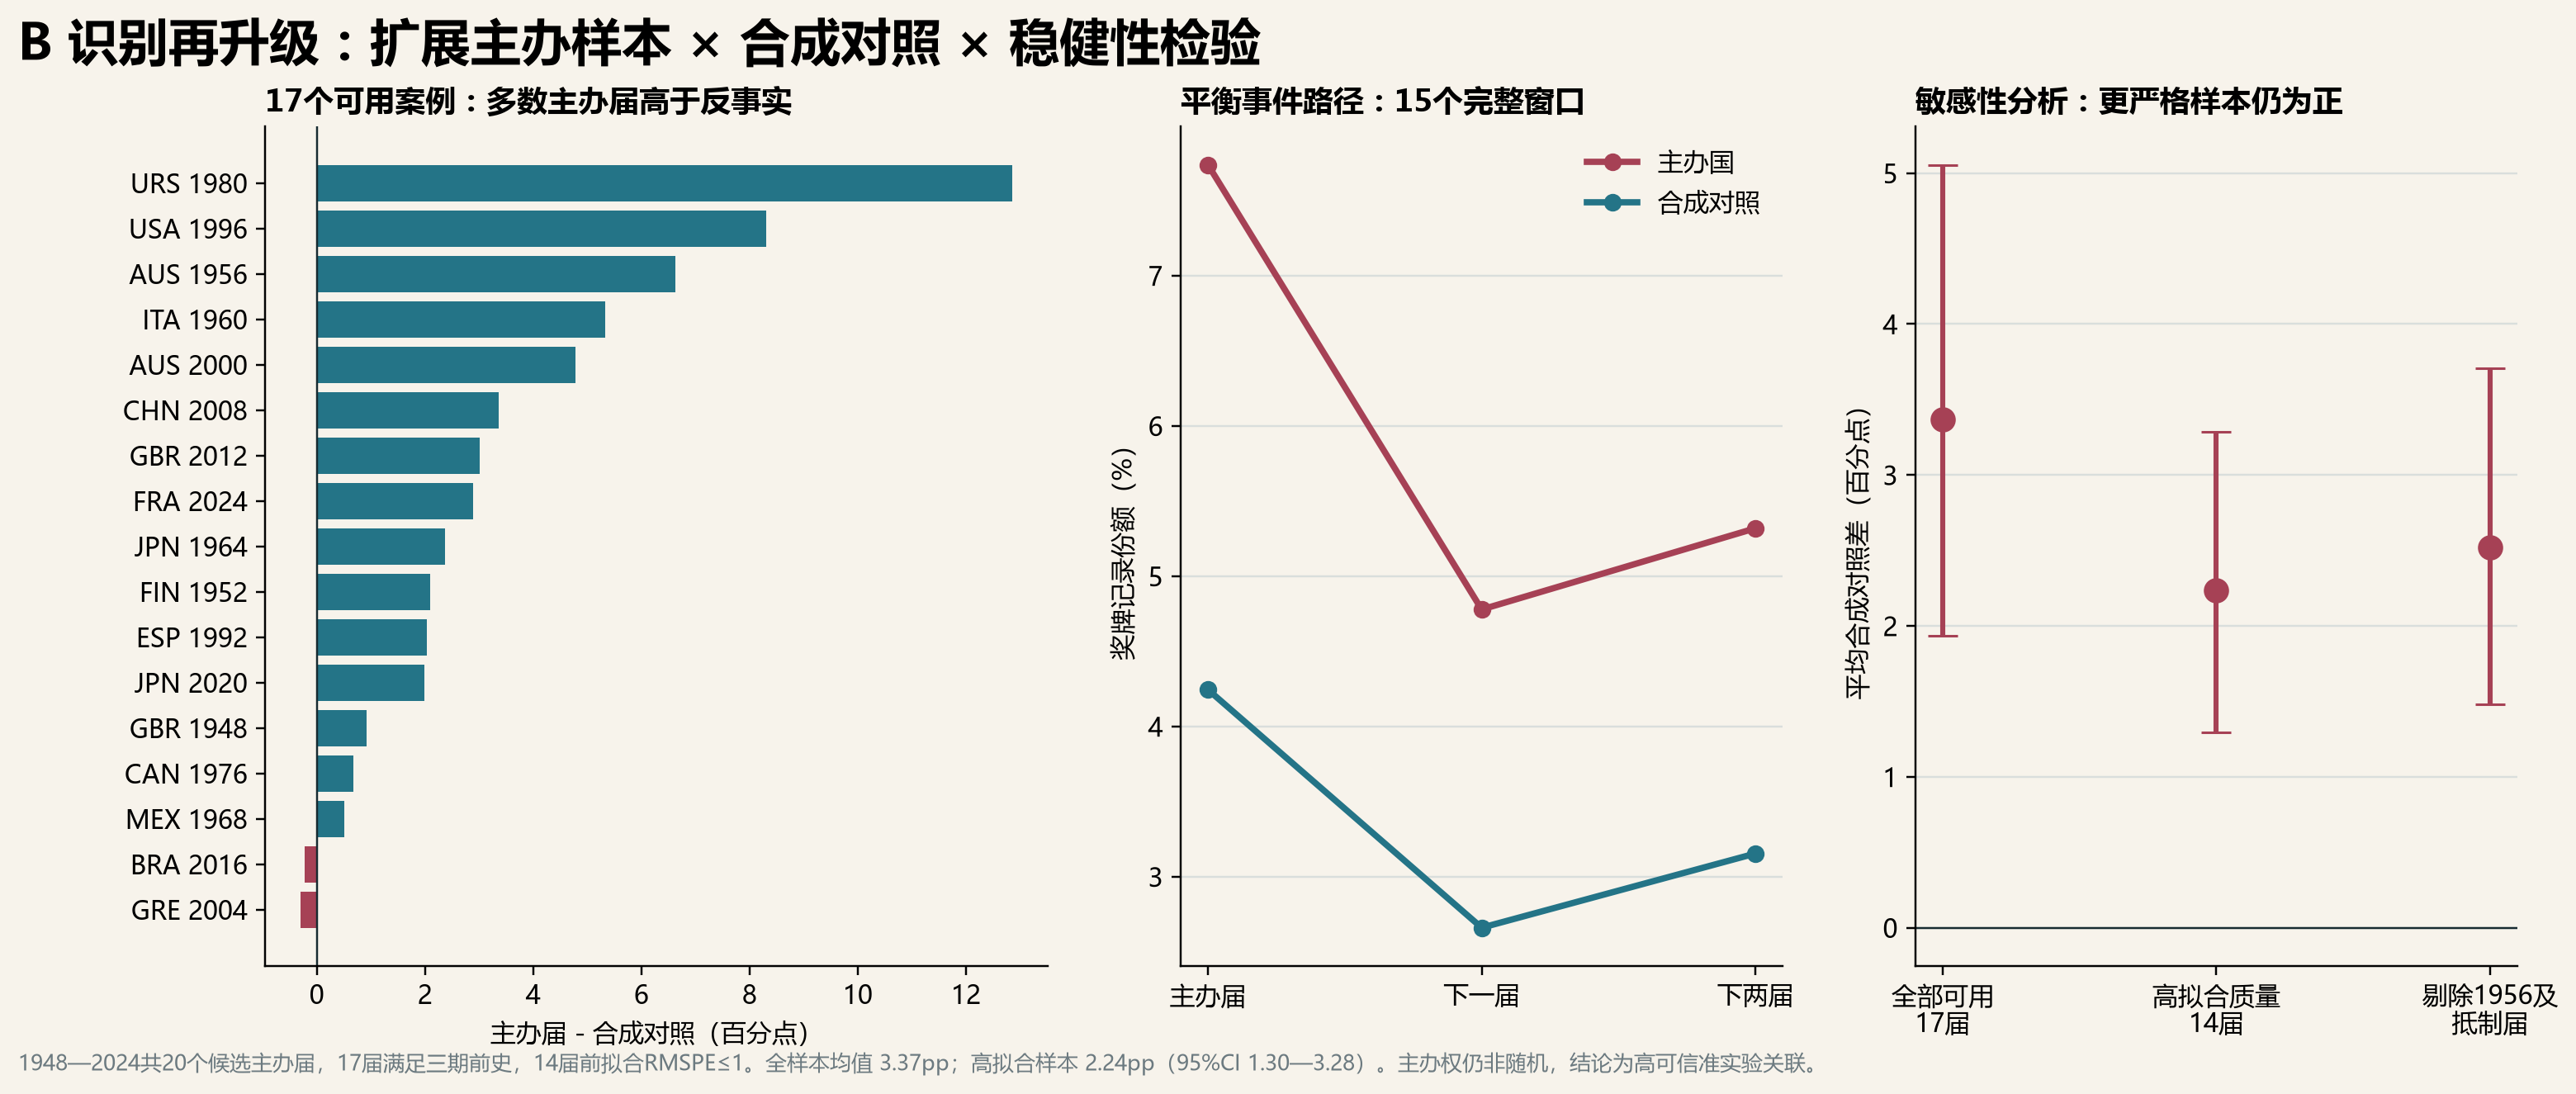 B 识别再升级：扩展主办样本 × 合成对照 × 稳健性检验
17个可用案例：多数主办届高于反事实
URS 1980
USA 1996
AUS 1956
ITA 1960
AUS 2000
CHN 2008
GBR 2012
FRA 2024
JPN 1964
FIN 1952
ESP 1992
JPN 2020
GBR 1948
CAN 1976
MEX 1968
BRA 2016
GRE 2004
0 2 4 6 8 10 12
主办届 - 合成对照（百分点）
平衡事件路径：15个完整窗口
主办国
合成对照
奖牌记录份额（%）
7
6
5
4
3
主办届 下一届 下两届
敏感性分析：更严格样本仍为正
平均合成对照差（百分点）
5
4
3
2
1
0
全部可用
17届
高拟合质量
14届
剔除1956及
抵制届
1948—2024共20个候选主办届，17届满足三期前史，14届前拟合RMSPE≤1。全样本均值 3.37pp；高拟合样本 2.24pp（95%CI 1.30—3.28）。主办权仍非随机，结论为高可信准实验关联。